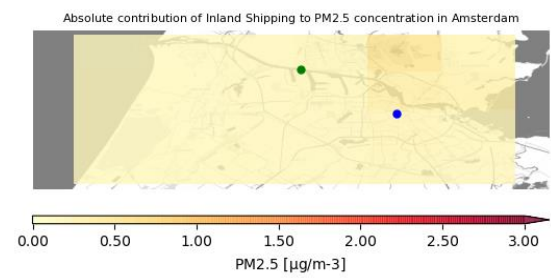 Absolute contribution of Inland Shipping to PM2.5 concentration in Amsterdam
0.00 0.50 1.00 1.50 2.00 2.50 3.00
PM2.5 [µg/m-3]